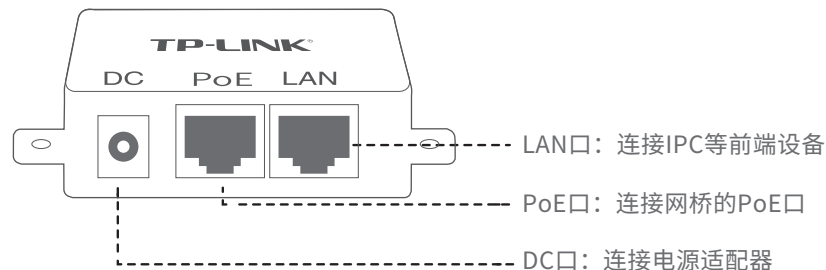 TP-LINK®
DC PoE LAN
LAN口：连接IPC等前端设备
PoE口：连接网桥的PoE口
DC口：连接电源适配器